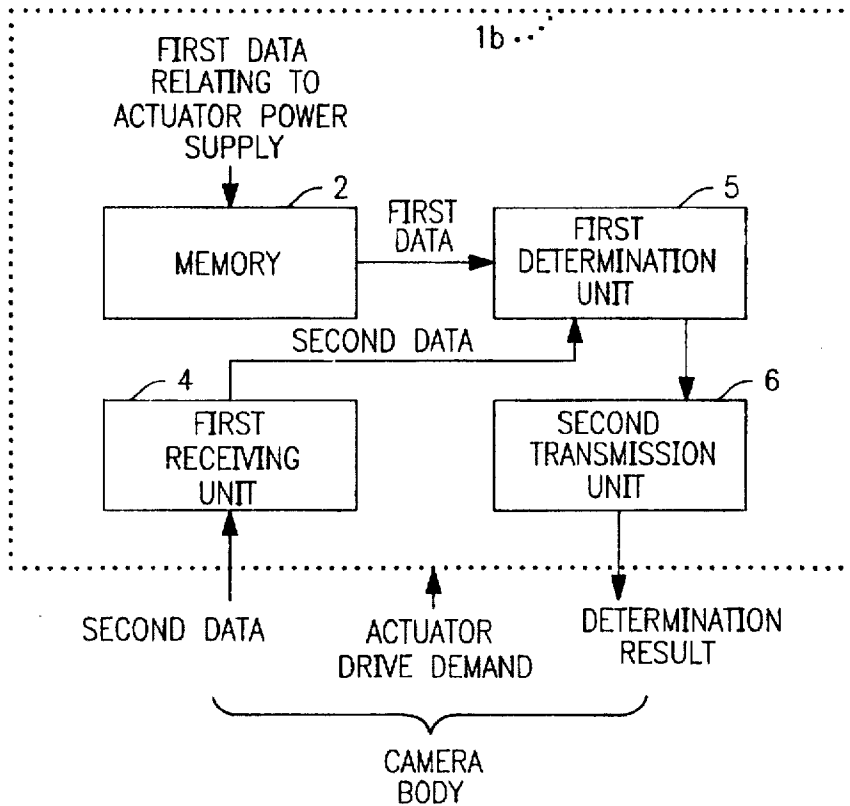 1b
FIRST DATA
RELATING TO
ACTUATOR POWER
SUPPLY
2
MEMORY
FIRST
DATA
5
FIRST
DETERMINATION
UNIT
SECOND DATA
4
FIRST
RECEIVING
UNIT
6
SECOND
TRANSMISSION
UNIT
SECOND DATA
ACTUATOR
DRIVE DEMAND
DETERMINATION
RESULT
CAMERA
BODY